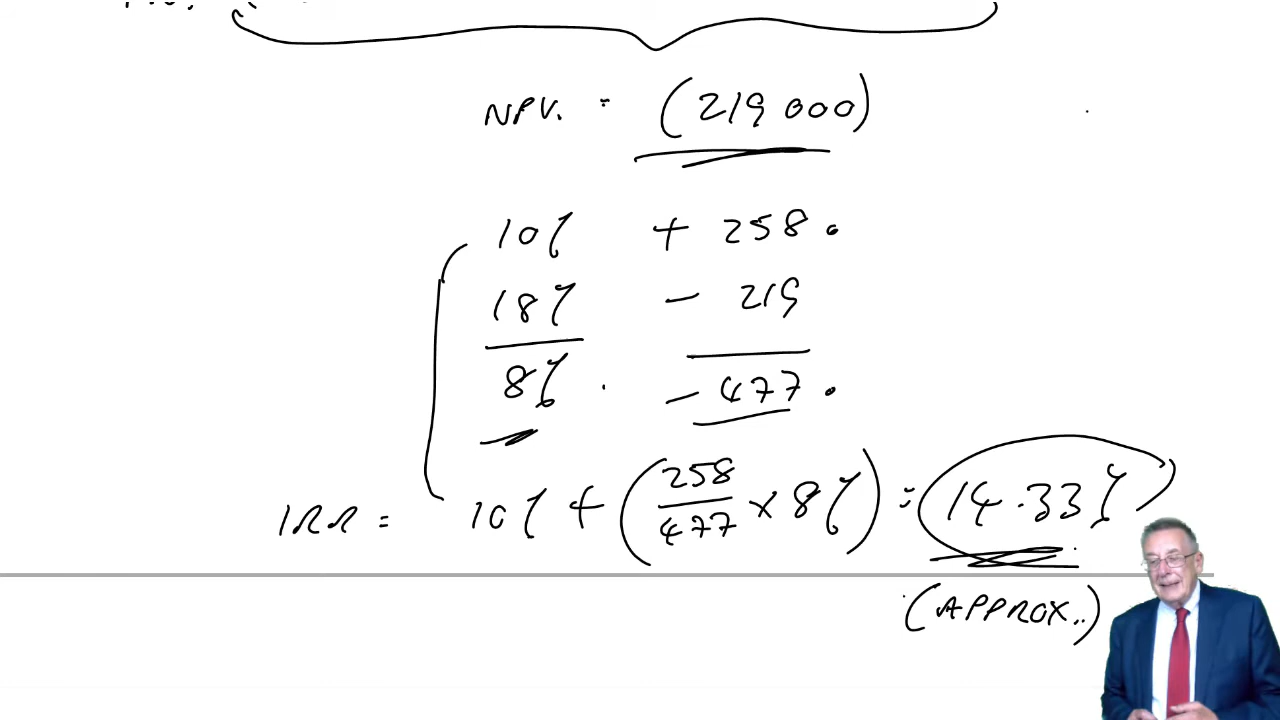 NPV. = (219 000)
10% + 258.
18% - 219
8% . - 477.
IRR = 10% + (258/477 x 8%) = 14.33%
(APPROX..)